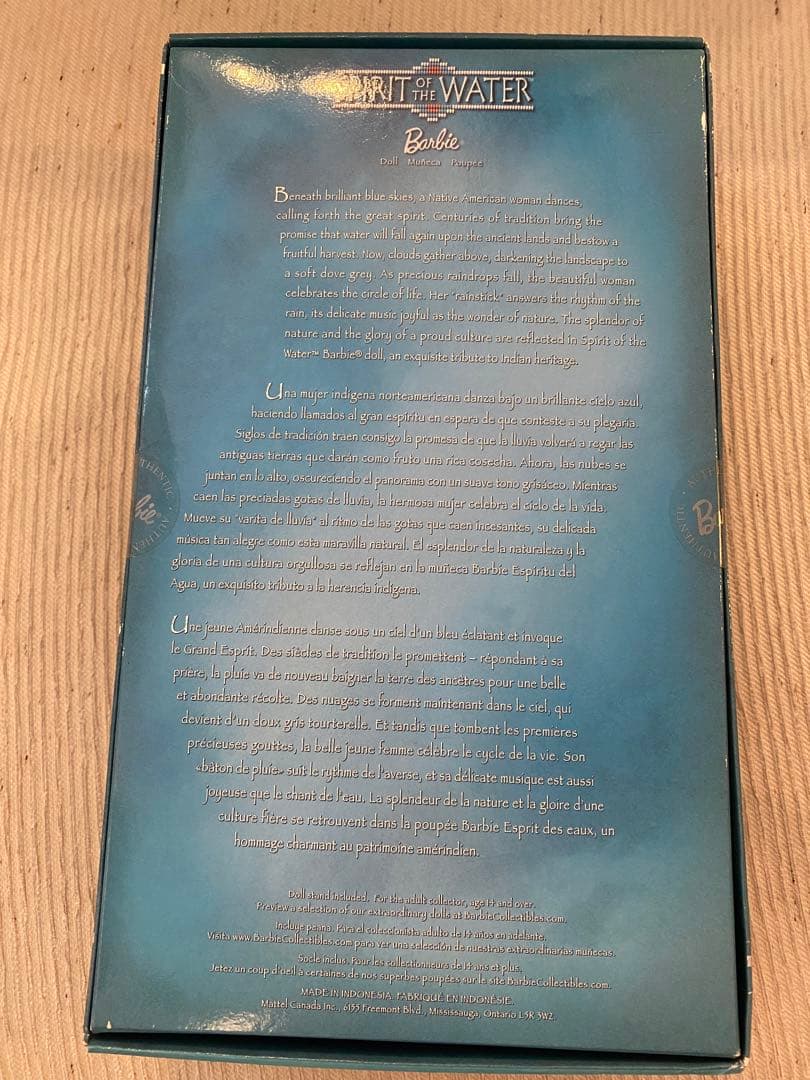 SPIRIT OF THE WATER
Barbie
Doll Muñeca Poupée
Beneath brilliant blue skies, a Native American woman dances,
calling forth the great spirit. Centuries of tradition bring the
promise that water will fall again upon the ancient lands and bestow a
fruitful harvest. Now, clouds gather above, darkening the landscape to
a soft dove grey. As precious raindrops fall, the beautiful woman
celebrates the circle of life. Her "rainstick" answers the rhythm of the
rain, its delicate music joyful as the wonder of nature. The splendor of
nature and the glory of a proud culture are reflected in Spirit of the
Water™ Barbie® doll, an exquisite tribute to Indian heritage.
Una mujer indígena norteamericana danza bajo un brillante cielo azul,
haciendo llamados al gran espíritu en espera de que conteste a su plegaria.
Siglos de tradición traen consigo la promesa de que la lluvia volverá a regar las
antiguas tierras que darán como fruto una rica cosecha. Ahora, las nubes se
juntan en lo alto, oscureciendo el panorama con un suave tono grisáceo. Mientras
caen las preciadas gotas de lluvia, la hermosa mujer celebra el ciclo de la vida.
Mueve su "varita de lluvia" al ritmo de las gotas que caen incesantes, su delicada
música tan alegre como esta maravilla natural. El esplendor de la naturaleza y la
gloria de una cultura orgullosa se reflejan en la muñeca Barbie Espíritu del
Agua, un exquisito tributo a la herencia indígena.
Une jeune Amérindienne danse sous un ciel d'un bleu éclatant et invoque
le Grand Esprit. Des siècles de tradition le promettent – répondant à sa
prière, la pluie va de nouveau baigner la terre des ancêtres pour une belle
et abondante récolte. Des nuages se forment maintenant dans le ciel, qui
devient d'un doux gris tourterelle. Et tandis que tombent les premières
précieuses gouttes, la belle jeune femme célèbre le cycle de la vie. Son
«bâton de pluie» suit le rythme de l'averse, et sa délicate musique est aussi
joyeuse que le chant de l'eau. La splendeur de la nature et la gloire d'une
culture fière se retrouvent dans la poupée Barbie Esprit des eaux, un
hommage charmant au patrimoine amérindien.
Doll stand included. For the adult collector, age 14 and over.
Preview a selection of our extraordinary dolls at BarbieCollectibles.com.
Incluye peana. Para el coleccionista adulto de 14 años en adelante.
Visita www.BarbieCollectibles.com para ver una selección de nuestras extraordinarias muñecas.
Socle inclus. Pour les collectionneurs de 14 ans et plus.
Jetez un coup d'oeil à certaines de nos superbes poupées sur le site BarbieCollectibles.com.
MADE IN INDONESIA. FABRIQUÉ EN INDONÉSIE.
Mattel Canada Inc., 6155 Freemont Blvd., Mississauga, Ontario L5R 3W2.